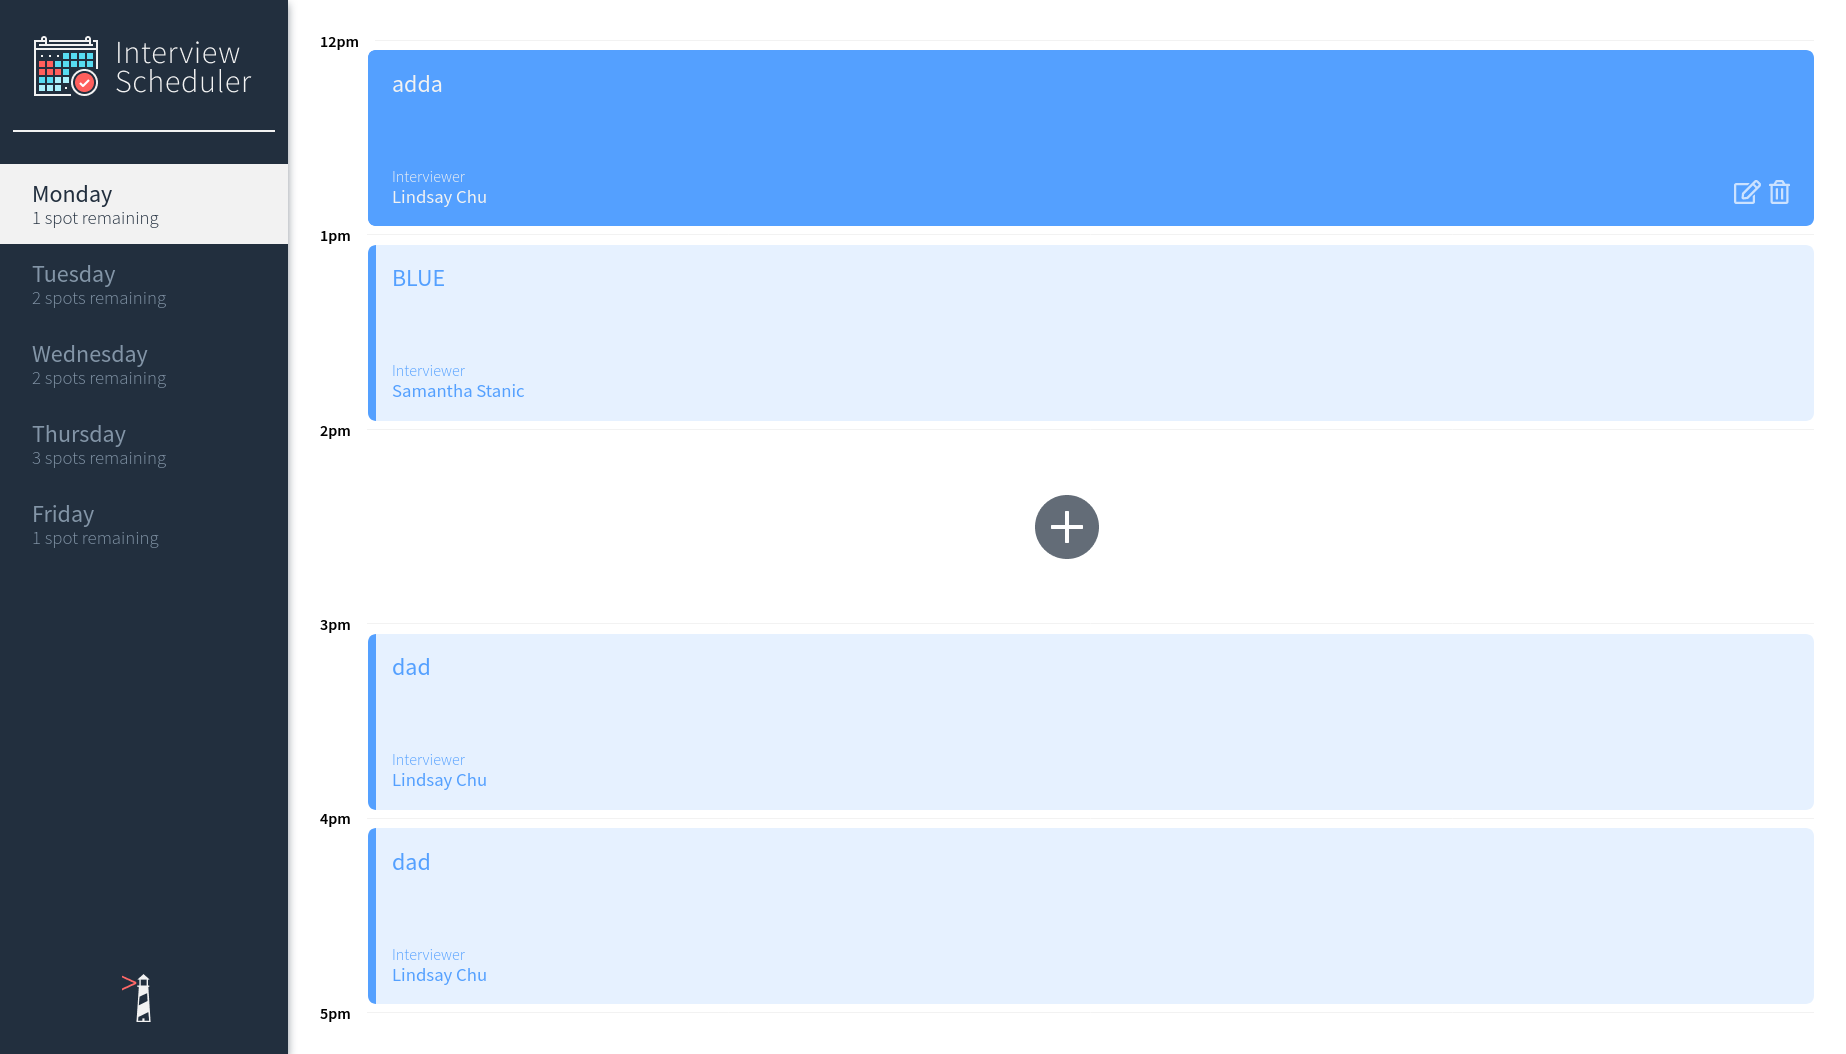 Interview
Scheduler
Monday
1 spot remaining
Tuesday
2 spots remaining
Wednesday
2 spots remaining
Thursday
3 spots remaining
Friday
1 spot remaining
12pm
adda
Interviewer
Lindsay Chu
1pm
BLUE
Interviewer
Samantha Stanic
2pm
3pm
dad
Interviewer
Lindsay Chu
4pm
dad
Interviewer
Lindsay Chu
5pm